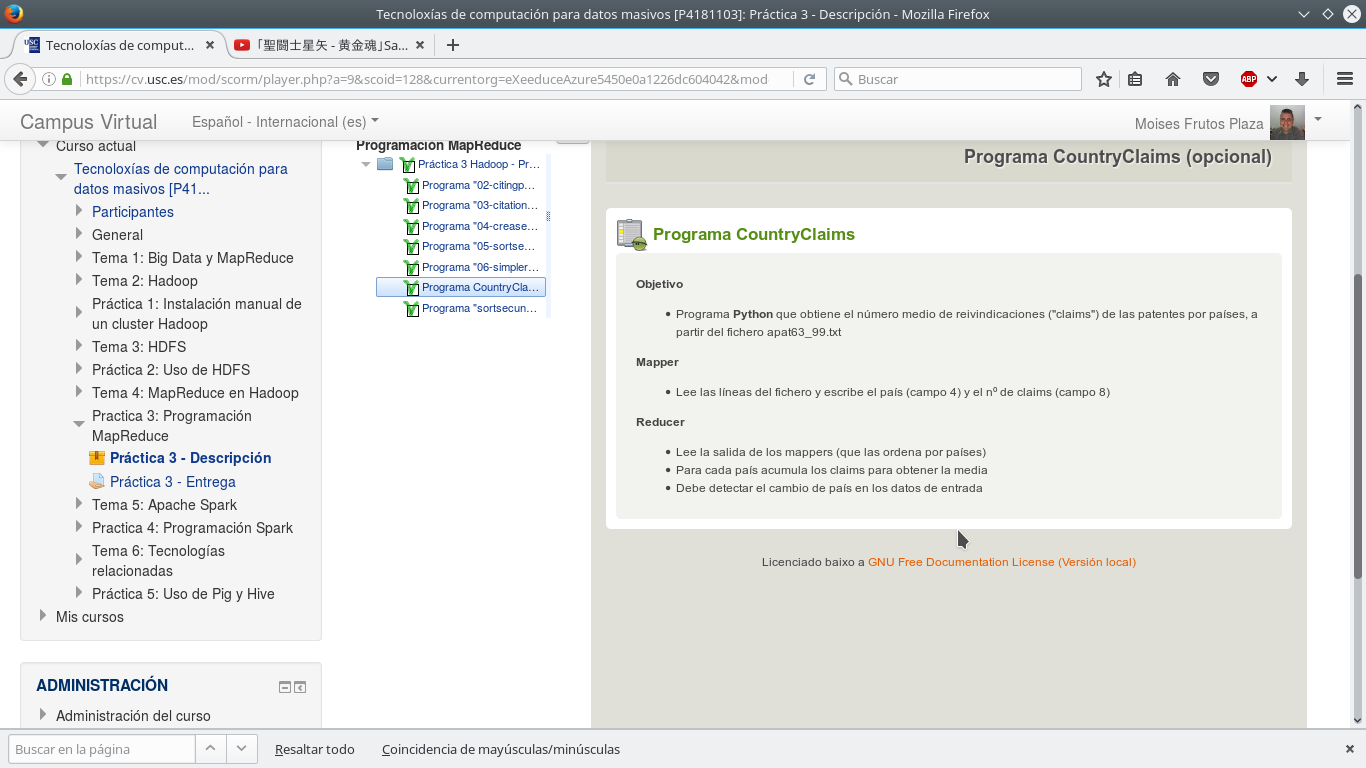 Tecnoloxías de computación para datos masivos [P4181103]: Práctica 3 - Descripción - Mozilla Firefox
USC
Tecnoloxías de comput...
「聖闘士星矢 - 黄金魂」Sa...
https://cv.usc.es/mod/scorm/player.php?a=9&scoid=128&currentorg=eXeeduceAzure5450e0a1226dc604042&mod
Buscar
ABP
Campus Virtual
Español - Internacional (es)
Moises Frutos Plaza
Curso actual
Tecnoloxías de computación para
datos masivos [P41...
Participantes
General
Tema 1: Big Data y MapReduce
Tema 2: Hadoop
Práctica 1: Instalación manual de
un cluster Hadoop
Tema 3: HDFS
Práctica 2: Uso de HDFS
Tema 4: MapReduce en Hadoop
Practica 3: Programación
MapReduce
Práctica 3 - Descripción
Práctica 3 - Entrega
Tema 5: Apache Spark
Practica 4: Programación Spark
Tema 6: Tecnologías
relacionadas
Práctica 5: Uso de Pig y Hive
Mis cursos
ADMINISTRACIÓN
Administración del curso
Programación MapReduce
Práctica 3 Hadoop - Pr...
Programa "02-citingp...
Programa "03-citation...
Programa "04-crease...
Programa "05-sortse...
Programa "06-simpler...
Programa CountryCla...
Programa "sortsecun...
Programa CountryClaims (opcional)
Programa CountryClaims
Objetivo
• Programa Python que obtiene el número medio de reivindicaciones ("claims") de las patentes por países, a
partir del fichero apat63_99.txt
Mapper
• Lee las líneas del fichero y escribe el país (campo 4) y el nº de claims (campo 8)
Reducer
• Lee la salida de los mappers (que las ordena por países)
• Para cada país acumula los claims para obtener la media
• Debe detectar el cambio de país en los datos de entrada
Licenciado baixo a GNU Free Documentation License (Versión local)
Buscar en la página
Resaltar todo
Coincidencia de mayúsculas/minúsculas